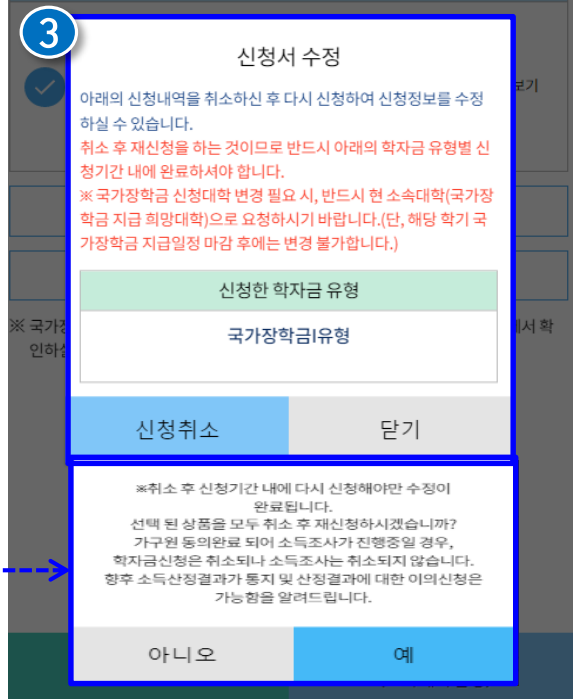 3
신청서 수정
보기
아래의 신청내역을 취소하신 후 다시 신청하여 신청정보를 수정
하실 수 있습니다.
취소 후 재신청을 하는 것이므로 반드시 아래의 학자금 유형별 신
청기간 내에 완료하셔야 합니다.
※ 국가장학금 신청대학 변경 필요 시, 반드시 현 소속대학(국가장
학금 지급 희망대학)으로 요청하시기 바랍니다.(단, 해당 학기 국
가장학금 지급일정 마감 후에는 변경 불가합니다.)
신청한 학자금 유형
※ 국가장
에서 확
국가장학금I유형
인하실
신청취소
닫기
※취소 후 신청기간 내에 다시 신청해야만 수정이
완료됩니다.
선택 된 상품을 모두 취소 후 재신청하시겠습니까?
가구원 동의완료 되어 소득조사가 진행중일 경우,
학자금신청은 취소되나 소득조사는 취소되지 않습니다.
향후 소득산정결과가 통지 및 산정결과에 대한 이의신청은
가능함을 알려드립니다.
아니오
예